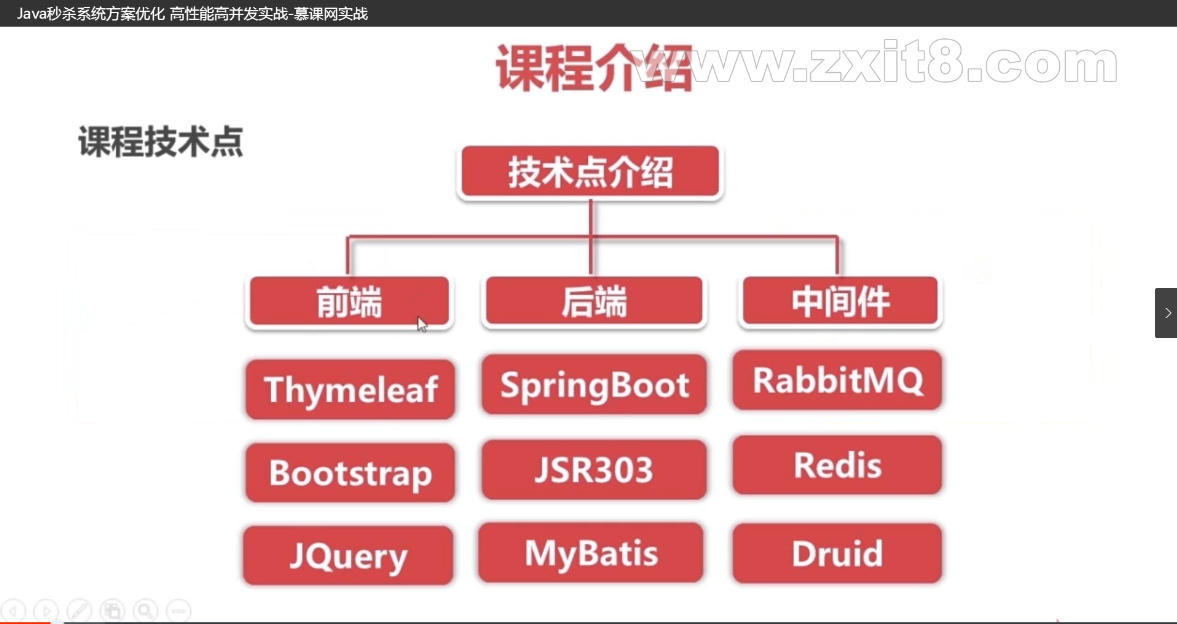 Java秒杀系统方案优化 高性能高并发实战-慕课网实战
课程介绍
www.zxit8.com
课程技术点
技术点介绍
前端 后端 中间件
Thymeleaf SpringBoot RabbitMQ
Bootstrap JSR303 Redis
JQuery MyBatis Druid